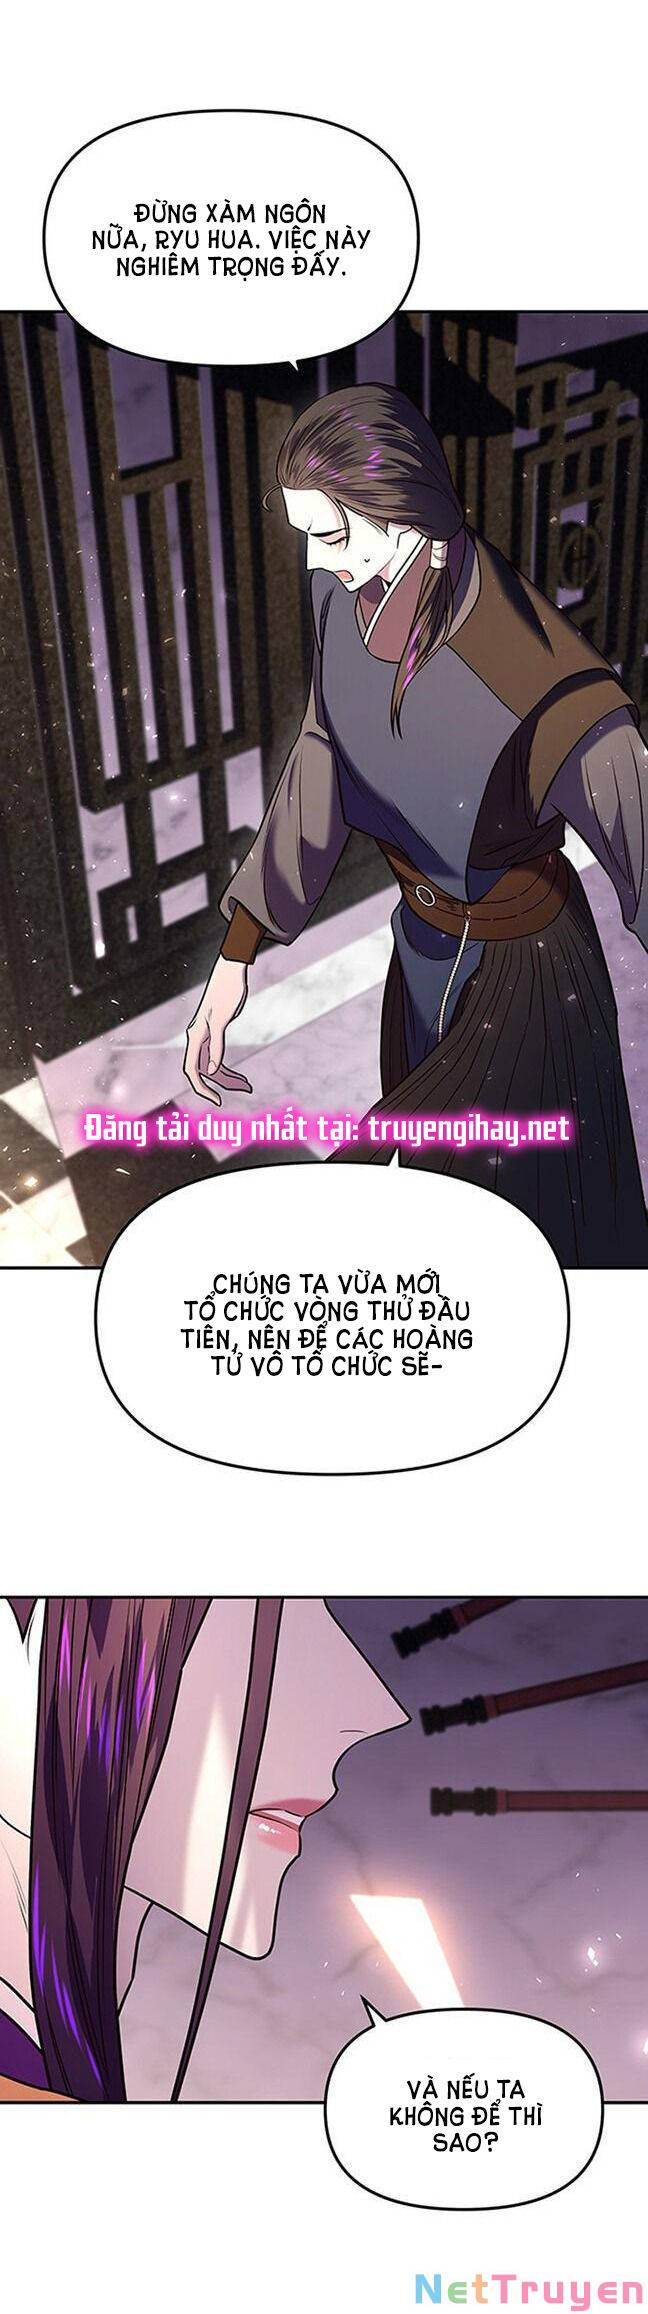 ĐỪNG XÀM NGÔN
NỮA, RYU HUA. VIỆC NÀY
NGHIÊM TRỌNG ĐẤY.
Đăng tải duy nhất tại: truyengihay.net
CHÚNG TA VỪA MỚI
TỔ CHỨC VÒNG THỬ ĐẦU
TIÊN, NÊN ĐỂ CÁC HOÀNG
TỬ VÔ TỔ CHỨC SẼ-
VÀ NẾU TA
KHÔNG ĐỂ THÌ
SAO?
NetTruyen